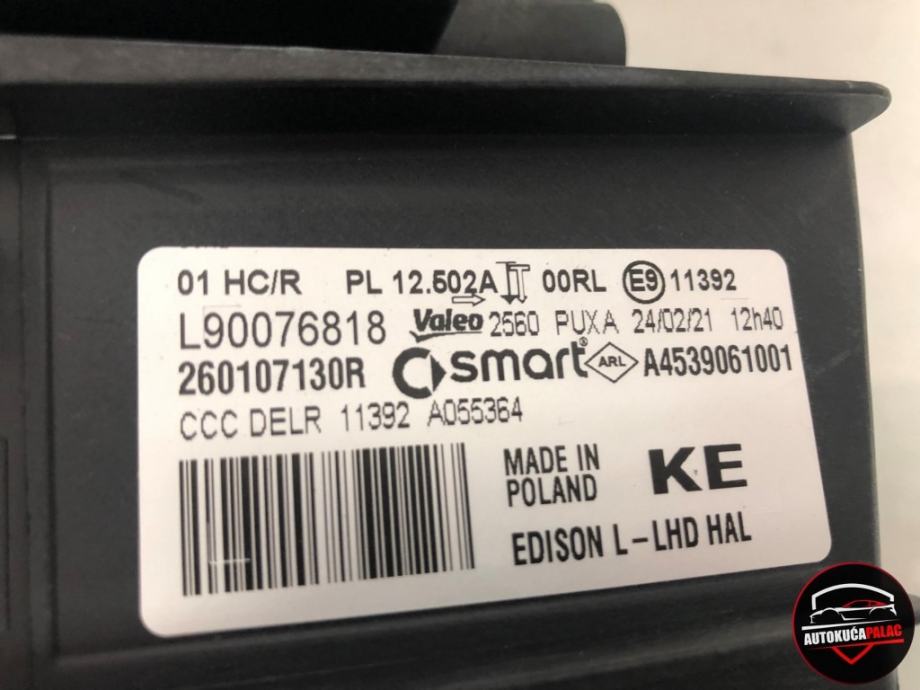 01 HC/R PL 12.502A 00RL E9 11392
L90076818 Valeo 2560 PUXA 24/02/21 12h40
260107130R smart® ARL A4539061001
CCC DELR 11392 A055364
MADE IN
POLAND
KE
EDISON L-LHD HAL
AUTOKUĆAPALAC